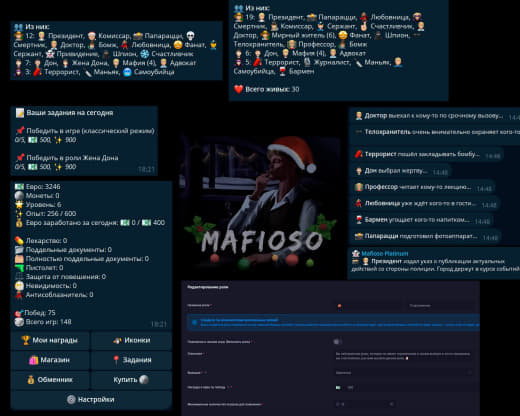 Из них:
12: Президент, Комиссар, Папарацци,
Смертник, Доктор, Бомж, Любовница, Фанат,
Сержант, Привидение, Шпион, Счастливчик
7: Дон, Жена Дона, Мафия (4), Адвокат
3: Террорист, Маньяк, Самоубийца
Из них:
19: Президент, Папарацци, Любовница,
Смертник, Комиссар, Сержант, Счастливчик,
Доктор, Мирный житель (6), Фанат, Шпион,
Телохранитель, Профессор, Бомж
6: Дон, Мафия (4), Адвокат
5: Террорист, Журналист, Маньяк,
Самоубийца, Бармен
Всего живых: 30
Ваши задания на сегодня
Победить в игре (классический режим)
0/5, 500, 900
Победить в роли Жена Дона
0/5, 500, 900
18:21
Евро: 3246
Монеты: 0
Уровень: 6
Опыт: 256 / 600
Евро заработано за сегодня: 0 / 400
Лекарство: 0
Поддельные документы: 0
Полностью поддельные документы: 0
Пистолет: 0
Защита от повешения: 0
Невидимость: 0
Антисоблазнитель: 0
Побед: 75
Всего игр: 148
18:21
Мои награды
Иконки
Магазин
Задания
Обменник
Купить
Настройки
MAFIOSO
Доктор выехал к кому-то по срочному вызову...
Телохранитель очень внимательно охраняет кого-то
Террорист пошёл закладывать бомбу...
14:48
Дон выбрал жертву...
14:48
Профессор читает кому-то лекцию...
14:48
Любовница уже ждёт кого-то в гости...
Бармен угощает кого-то напитком...
14:48
Папарацци подготовил фотоаппарат...
14:48
Mafioso Platinum
Президент издал указ о публикации актуальных
действий со стороны полиции. Город держат в курсе событий
Редактирование роли